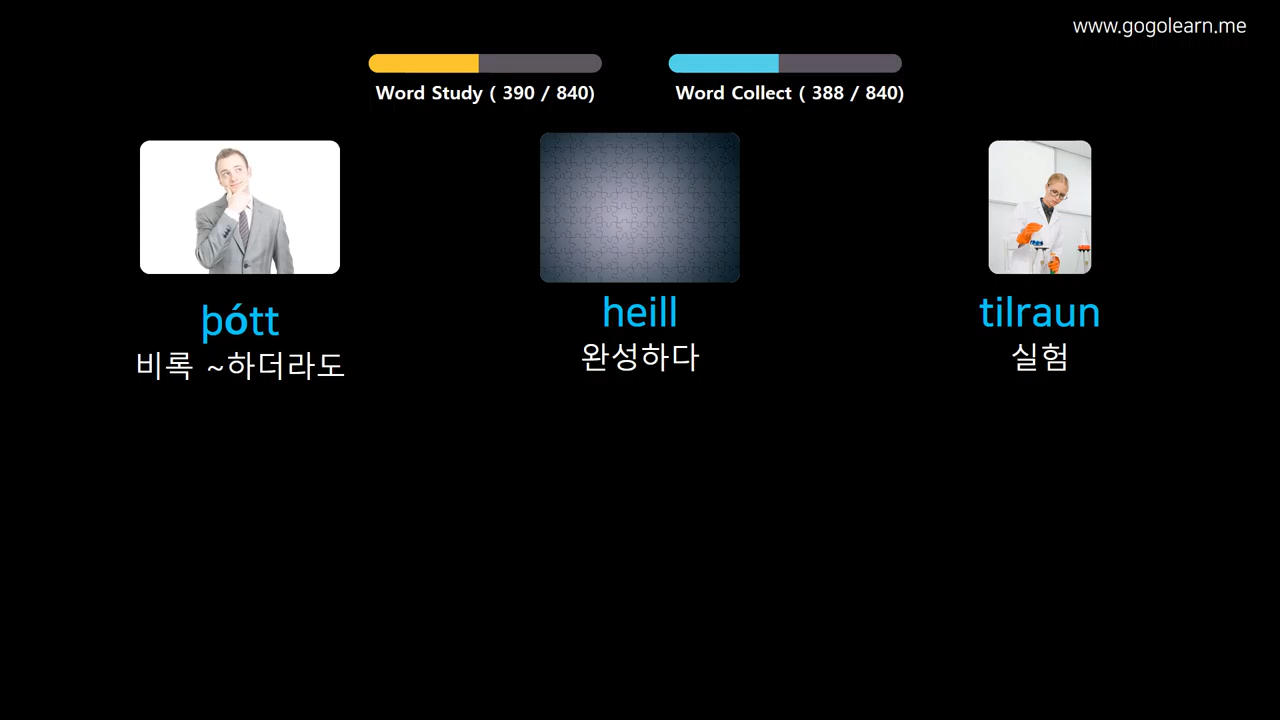 www.gogolearn.me
Word Study ( 390 / 840)
Word Collect ( 388 / 840)
þótt
비록 ~하더라도
heill
완성하다
tilraun
실험